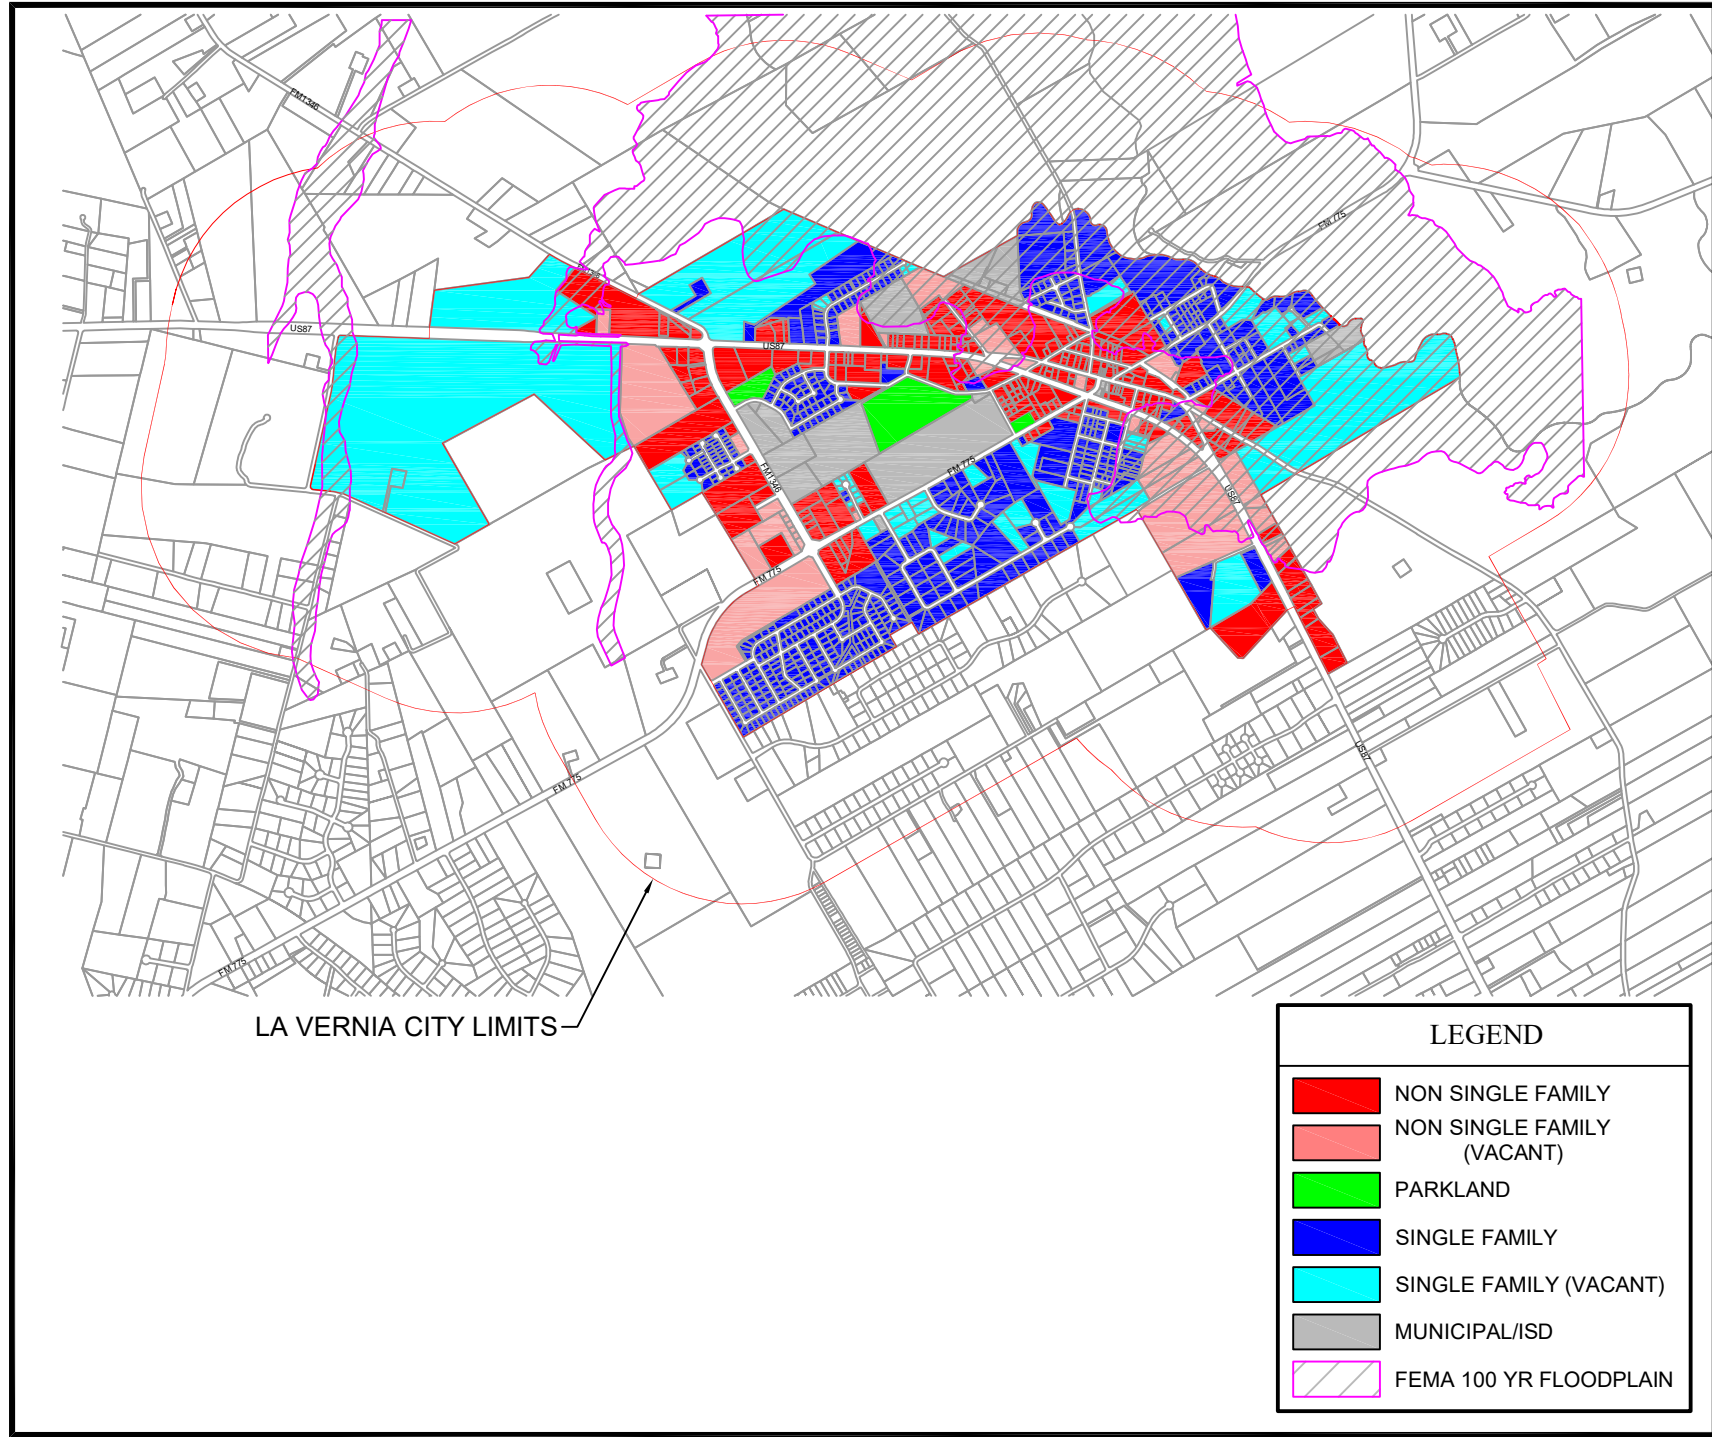 FM1346
FM 775
FM1346
US87
US87
FM 775
FM1346
US87
FM 775
US87
FM 775
FM 775
LA VERNIA CITY LIMITS
LEGEND
NON SINGLE FAMILY
NON SINGLE FAMILY
(VACANT)
PARKLAND
SINGLE FAMILY
SINGLE FAMILY (VACANT)
MUNICIPAL/ISD
FEMA 100 YR FLOODPLAIN